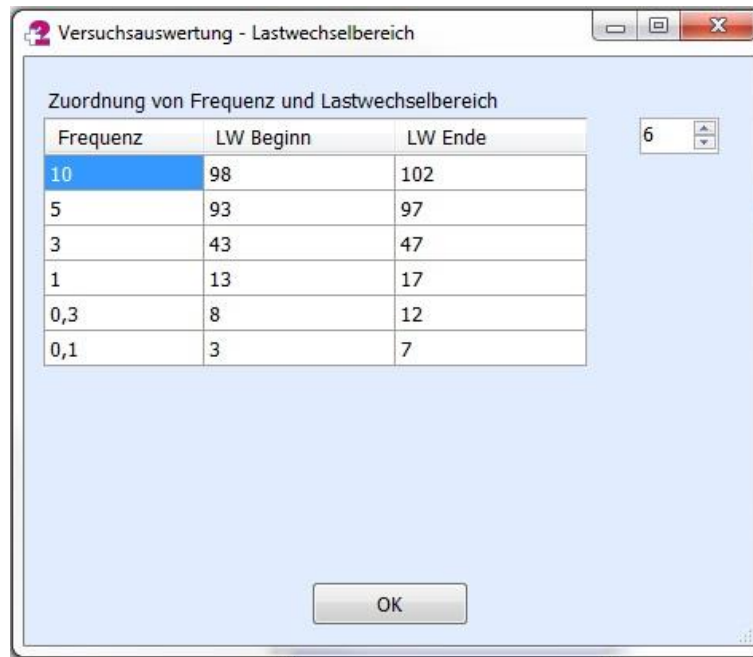 Versuchsauswertung - Lastwechselbereich
Zuordnung von Frequenz und Lastwechselbereich
Frequenz LW Beginn LW Ende 6
10 98 102
5 93 97
3 43 47
1 13 17
0,3 8 12
0,1 3 7
OK